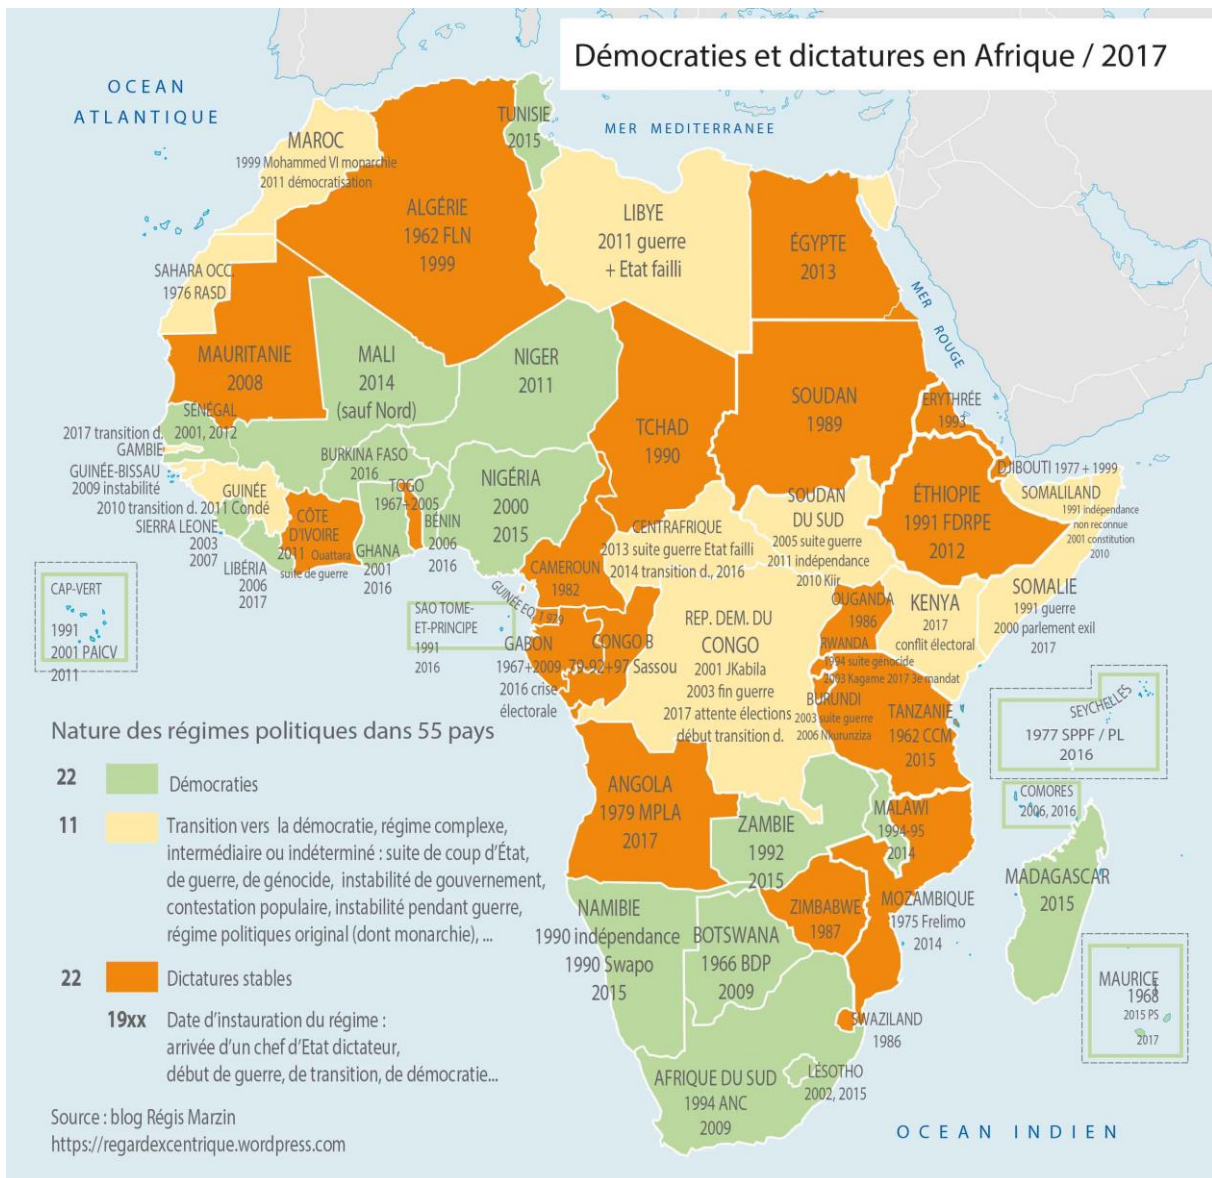 Démocraties et dictatures en Afrique / 2017
OCEAN
ATLANTIQUE
MER MEDITERRANEE
TUNISIE
2015
MAROC
1999 Mohammed VI monarchie
2011 démocratisation
ALGÉRIE
1962 FLN
1999
LIBYE
2011 guerre
+ Etat failli
ÉGYPTE
2013
SAHARA OCC.
1976 RASD
MER ROUGE
MAURITANIE
2008
MALI
2014
(sauf Nord)
NIGER
2011
TCHAD
1990
SOUDAN
1989
ERYTHRÉE
1993
SÉNÉGAL
2001, 2012
2017 transition d.
GAMBIE
GUINÉE-BISSAU
2009 instabilité
GUINÉE
2010 transition d. 2011 Condé
SIERRA LEONE
2003
2007
LIBÉRIA
2006
2017
CÔTE
D'IVOIRE
2011 Ouattara
suite de guerre
BURKINA FASO
2016
TOGO
1967+2005
GHANA
2001
2016
BÉNIN
2006
2016
NIGÉRIA
2000
2015
DJIBOUTI 1977 + 1999
SOMALILAND
1991 indépendance
non reconnue
2001 constitution
2010
ÉTHIOPIE
1991 FDRPE
2012
SOUDAN
DU SUD
2005 suite guerre
2011 indépendance
2010 Kiir
CENTRAFRIQUE
2013 suite guerre Etat failli
2014 transition d., 2016
CAMEROUN
1982
GUINÉE EQ. 1979
SOMALIE
1991 guerre
2000 parlement exil
2017
OUGANDA
1986
KENYA
2017
conflit électoral
RWANDA
1994 suite génocide
2003 Kagame 2017 3e mandat
CAP-VERT
1991
2001 PAICV
2011
SAO TOME-
ET-PRINCIPE
1991
2016
GABON
1967+2009
2016 crise
électorale
CONGO B
79-92+97 Sassou
REP. DEM. DU
CONGO
2001 JKabila
2003 fin guerre
2017 attente élections
début transition d.
BURUNDI
2003 suite guerre
2006 Nkurunziza
TANZANIE
1962 CCM
2015
SEYCHELLES
1977 SPPF / PL
2016
COMORES
2006, 2016
ANGOLA
1979 MPLA
2017
ZAMBIE
1992
2015
MALAWI
1994-95
2014
MADAGASCAR
2015
MOZAMBIQUE
1975 Frelimo
2014
ZIMBABWE
1987
NAMIBIE
1990 indépendance
1990 Swapo
2015
BOTSWANA
1966 BDP
2009
MAURICE
1968
2015 PS
2017
SWAZILAND
1986
LÉSOTHO
2002, 2015
AFRIQUE DU SUD
1994 ANC
2009
OCEAN INDIEN
Nature des régimes politiques dans 55 pays
22 Démocraties
11 Transition vers la démocratie, régime complexe,
intermédiaire ou indéterminé : suite de coup d'État,
de guerre, de génocide, instabilité de gouvernement,
contestation populaire, instabilité pendant guerre,
régime politiques original (dont monarchie), ...
22 Dictatures stables
19xx Date d'instauration du régime :
arrivée d'un chef d'Etat dictateur,
début de guerre, de transition, de démocratie...
Source : blog Régis Marzin
https://regardexcentrique.wordpress.com